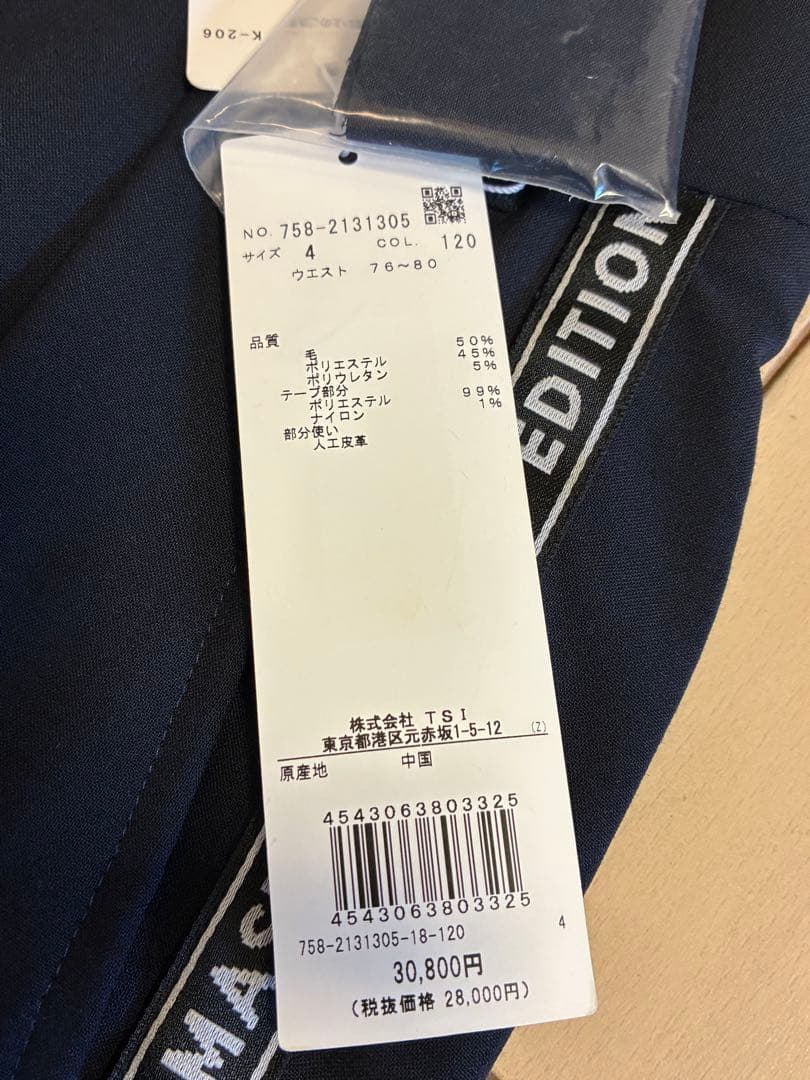 K-206
NO. 758-2131305
サイズ 4 COL. 120
ウエスト 76～80
品質
毛 50%
ポリエステル 45%
ポリウレタン 5%
テープ部分
ポリエステル 99%
ナイロン 1%
部分使い
人工皮革
株式会社 TSI
東京都港区元赤坂1-5-12 (Z)
原産地 中国
4543063803325
4543063803325
758-2131305-18-120 4
30,800円
(税抜価格 28,000円)
EDITION
MAS